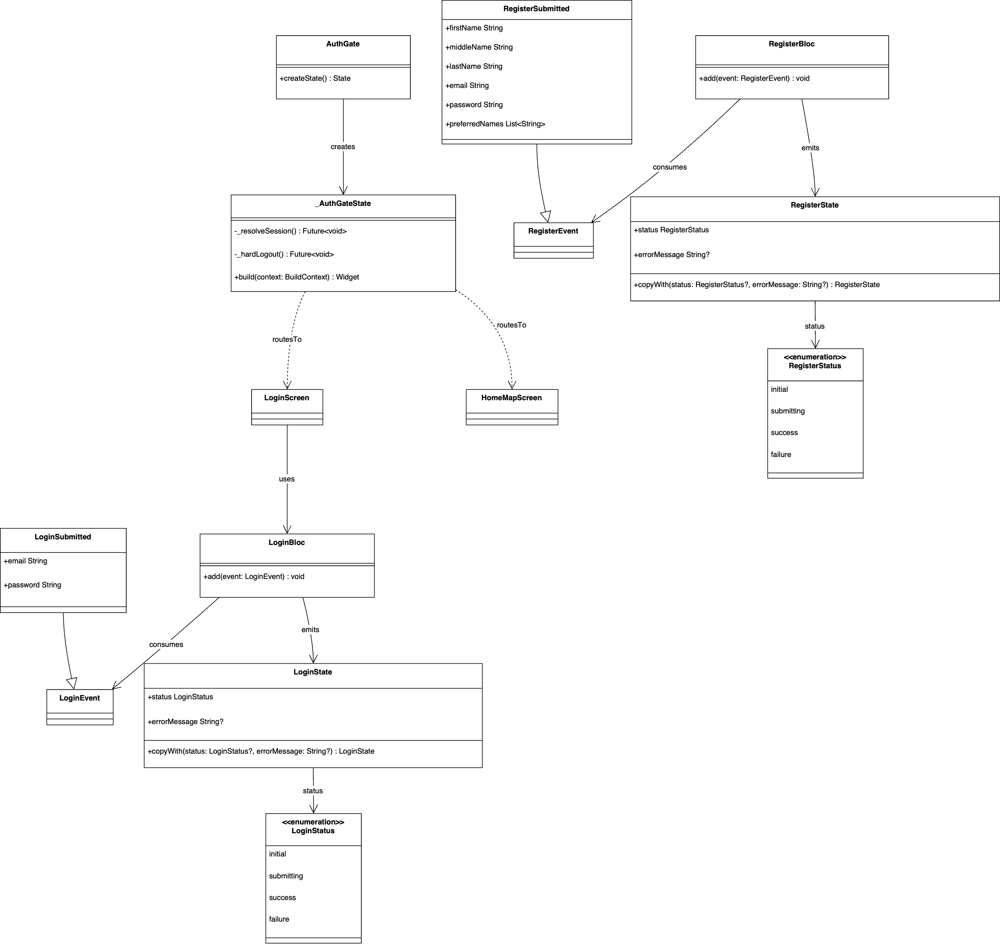 RegisterSubmitted
+firstName String
+middleName String
+lastName String
+email String
+password String
+preferredNames List<String>
AuthGate
+createState() : State
RegisterBloc
+add(event: RegisterEvent) : void
creates
emits
consumes
_AuthGateState
-_resolveSession() : Future<void>
-_hardLogout() : Future<void>
+build(context: BuildContext) : Widget
RegisterEvent
RegisterState
+status RegisterStatus
+errorMessage String?
+copyWith(status: RegisterStatus?, errorMessage: String?) : RegisterState
routesTo
routesTo
status
<<enumeration>>
RegisterStatus
initial
submitting
success
failure
LoginScreen
HomeMapScreen
uses
LoginSubmitted
+email String
+password String
LoginBloc
+add(event: LoginEvent) : void
consumes
emits
LoginEvent
LoginState
+status LoginStatus
+errorMessage String?
+copyWith(status: LoginStatus?, errorMessage: String?) : LoginState
status
<<enumeration>>
LoginStatus
initial
submitting
success
failure